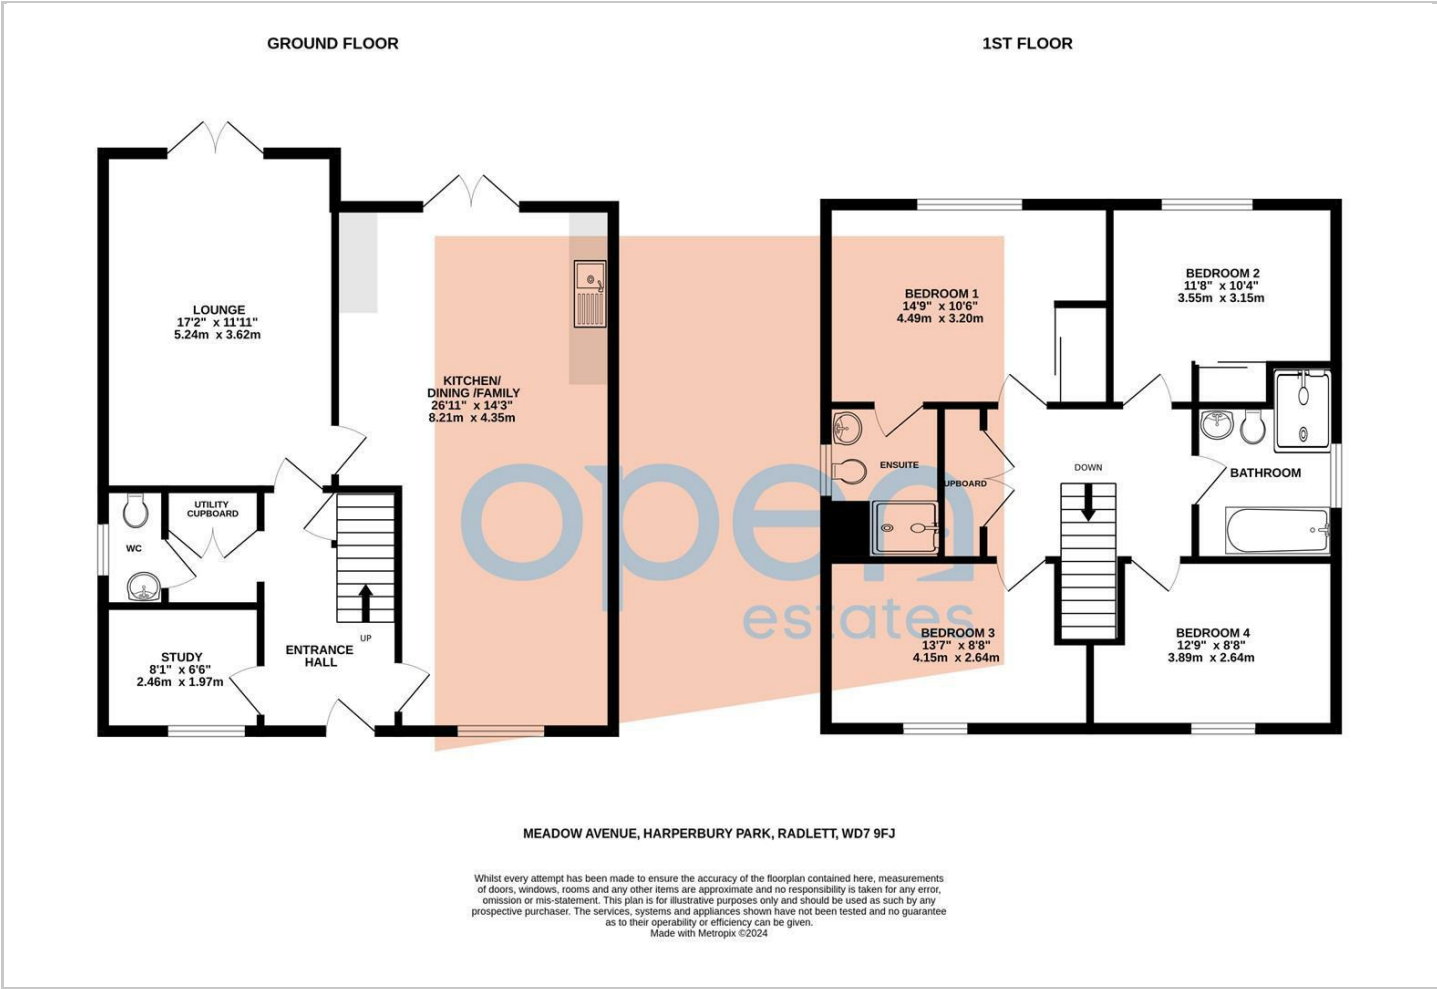 GROUND FLOOR
1ST FLOOR
LOUNGE
17'2" x 11'11"
5.24m x 3.62m
KITCHEN/
DINING /FAMILY
26'11" x 14'3"
8.21m x 4.35m
UTILITY
CUPBOARD
WC
STUDY
8'1" x 6'6"
2.46m x 1.97m
ENTRANCE
HALL
UP
BEDROOM 1
14'9" x 10'6"
4.49m x 3.20m
BEDROOM 2
11'8" x 10'4"
3.55m x 3.15m
ENSUITE
UPBOARD
DOWN
BATHROOM
BEDROOM 3
13'7" x 8'8"
4.15m x 2.64m
BEDROOM 4
12'9" x 8'8"
3.89m x 2.64m
open
estates
MEADOW AVENUE, HARPERBURY PARK, RADLETT, WD7 9FJ
Whilst every attempt has been made to ensure the accuracy of the floorplan contained here, measurements
of doors, windows, rooms and any other items are approximate and no responsibility is taken for any error,
omission or mis-statement. This plan is for illustrative purposes only and should be used as such by any
prospective purchaser. The services, systems and appliances shown have not been tested and no guarantee
as to their operability or efficiency can be given.
Made with Metropix ©2024